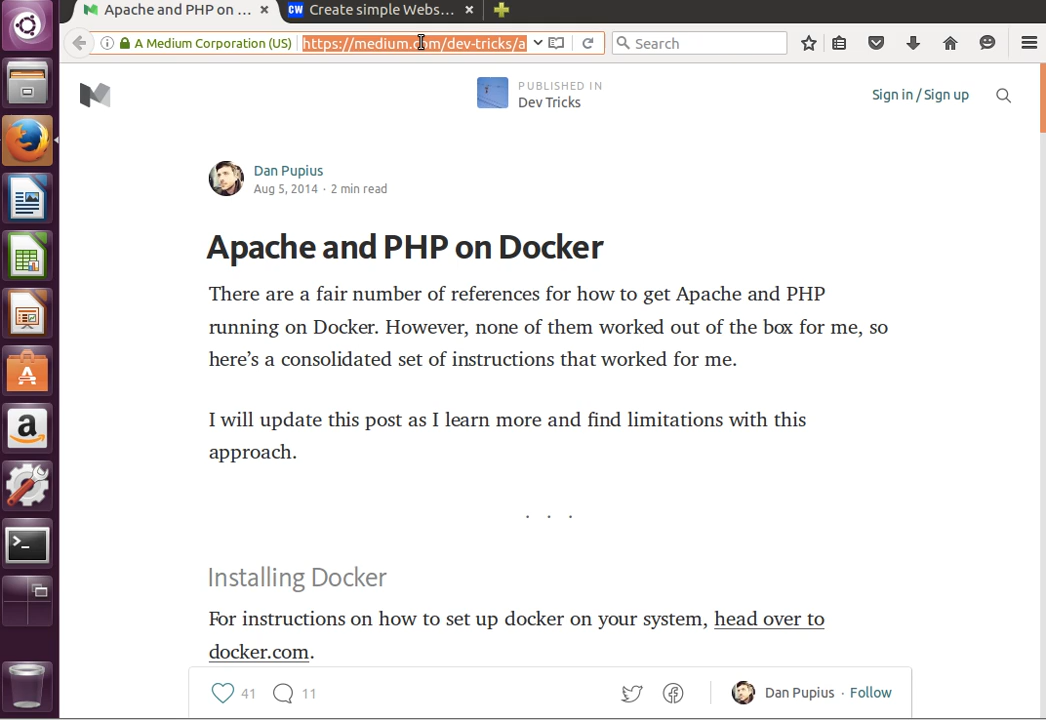 Apache and PHP on ...
CW Create simple Webs...
A Medium Corporation (US) https://medium.com/dev-tricks/a
Search
PUBLISHED IN
Dev Tricks
Sign in / Sign up
Dan Pupius
Aug 5, 2014 · 2 min read
Apache and PHP on Docker
There are a fair number of references for how to get Apache and PHP
running on Docker. However, none of them worked out of the box for me, so
here’s a consolidated set of instructions that worked for me.
I will update this post as I learn more and find limitations with this
approach.
. . .
Installing Docker
For instructions on how to set up docker on your system, head over to
docker.com.
41 11 Dan Pupius · Follow